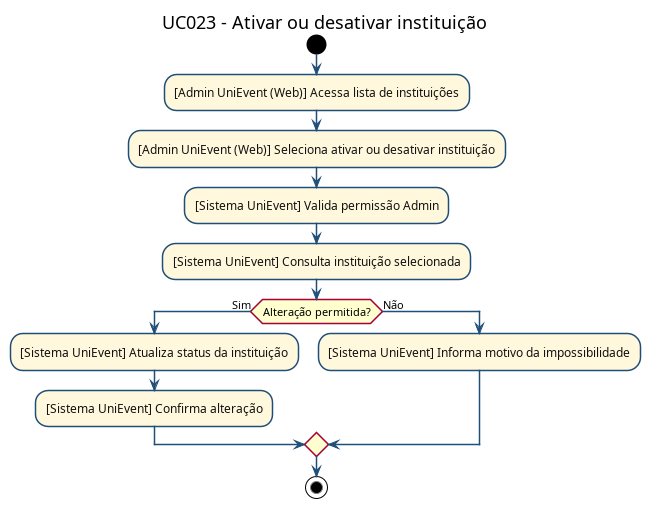 UC023 - Ativar ou desativar instituição
[Admin UniEvent (Web)] Acessa lista de instituições
[Admin UniEvent (Web)] Seleciona ativar ou desativar instituição
[Sistema UniEvent] Valida permissão Admin
[Sistema UniEvent] Consulta instituição selecionada
Sim
Alteração permitida?
Não
[Sistema UniEvent] Atualiza status da instituição
[Sistema UniEvent] Informa motivo da impossibilidade
[Sistema UniEvent] Confirma alteração